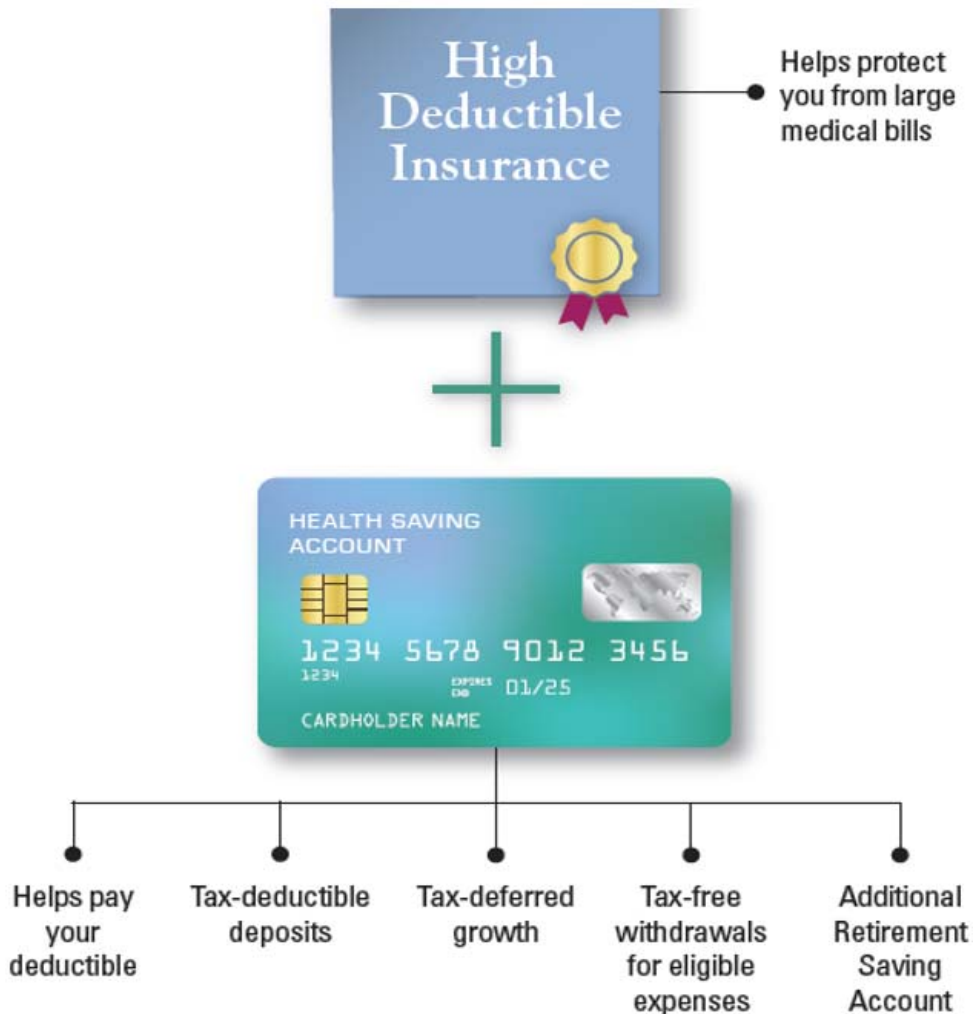 High
Deductible
Insurance
Helps protect
you from large
medical bills
HEALTH SAVING
ACCOUNT
1234 5678 9012 3456
1234
EXPIRES
END
01/25
CARDHOLDER NAME
Helps pay
your
deductible
Tax-deductible
deposits
Tax-deferred
growth
Tax-free
withdrawals
for eligible
expenses
Additional
Retirement
Saving
Account